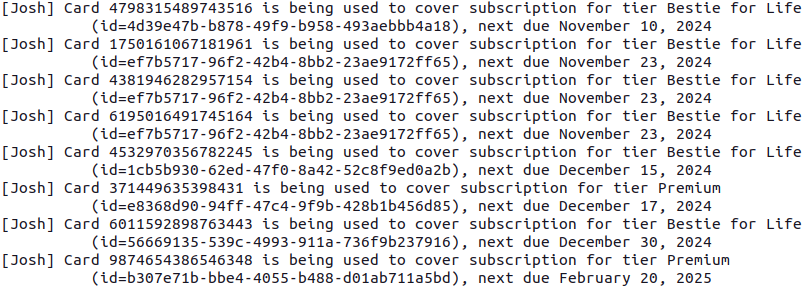 [Josh] Card 4798315489743516 is being used to cover subscription for tier Bestie for Life
(id=4d39e47b-b878-49f9-b958-493aebbb4a18), next due November 10, 2024
[Josh] Card 1750161067181961 is being used to cover subscription for tier Bestie for Life
(id=ef7b5717-96f2-42b4-8bb2-23ae9172ff65), next due November 23, 2024
[Josh] Card 4381946282957154 is being used to cover subscription for tier Bestie for Life
(id=ef7b5717-96f2-42b4-8bb2-23ae9172ff65), next due November 23, 2024
[Josh] Card 6195016491745164 is being used to cover subscription for tier Bestie for Life
(id=ef7b5717-96f2-42b4-8bb2-23ae9172ff65), next due November 23, 2024
[Josh] Card 4532970356782245 is being used to cover subscription for tier Bestie for Life
(id=1cb5b930-62ed-47f0-8a42-52c8f9ed0a2b), next due December 15, 2024
[Josh] Card 371449635398431 is being used to cover subscription for tier Premium
(id=e8368d90-94ff-47c4-9f9b-428b1b456d85), next due December 17, 2024
[Josh] Card 6011592898763443 is being used to cover subscription for tier Bestie for Life
(id=56669135-539c-4993-911a-736f9b237916), next due December 30, 2024
[Josh] Card 9874654386546348 is being used to cover subscription for tier Premium
(id=b307e71b-bbe4-4055-b488-d01ab711a5bd), next due February 20, 2025